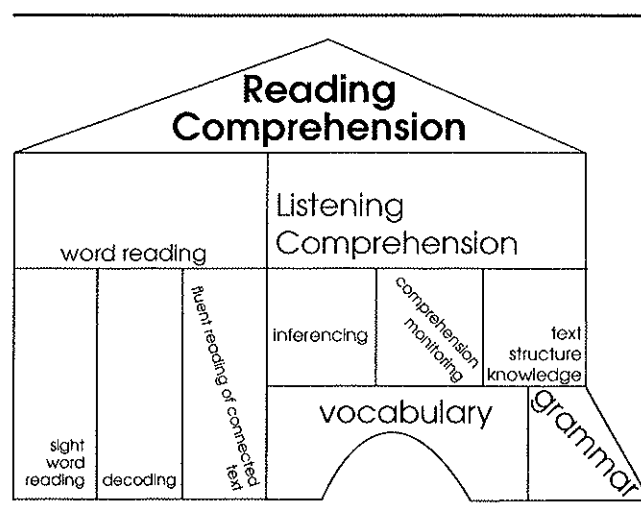 Reading
Comprehension
word reading
Listening
Comprehension
sight
word
reading
decoding
fluent reading of connected
text
inferencing
comprehension
monitoring
text
structure
knowledge
vocabulary
grammar